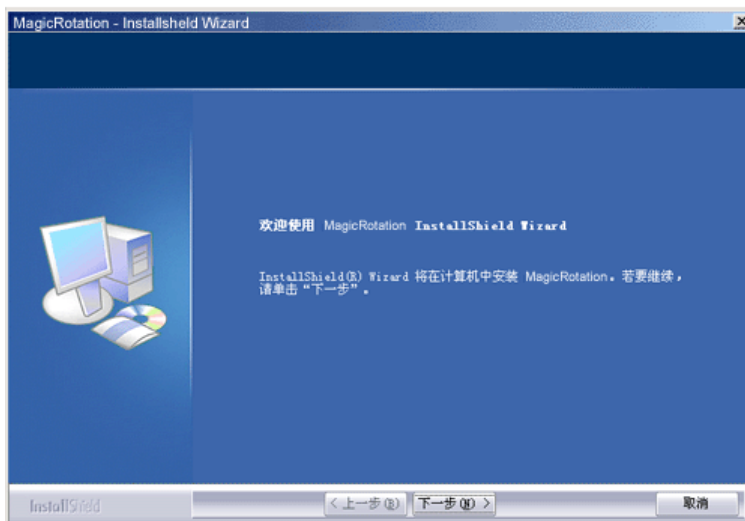 MagicRotation - Installsheld Wizard
欢迎使用 MagicRotation InstallShield Wizard
InstallShield(R) Wizard 将在计算机中安装 MagicRotation。若要继续，
请单击“下一步”。
InstallShield
< 上一步(B)
下一步(N) >
取消